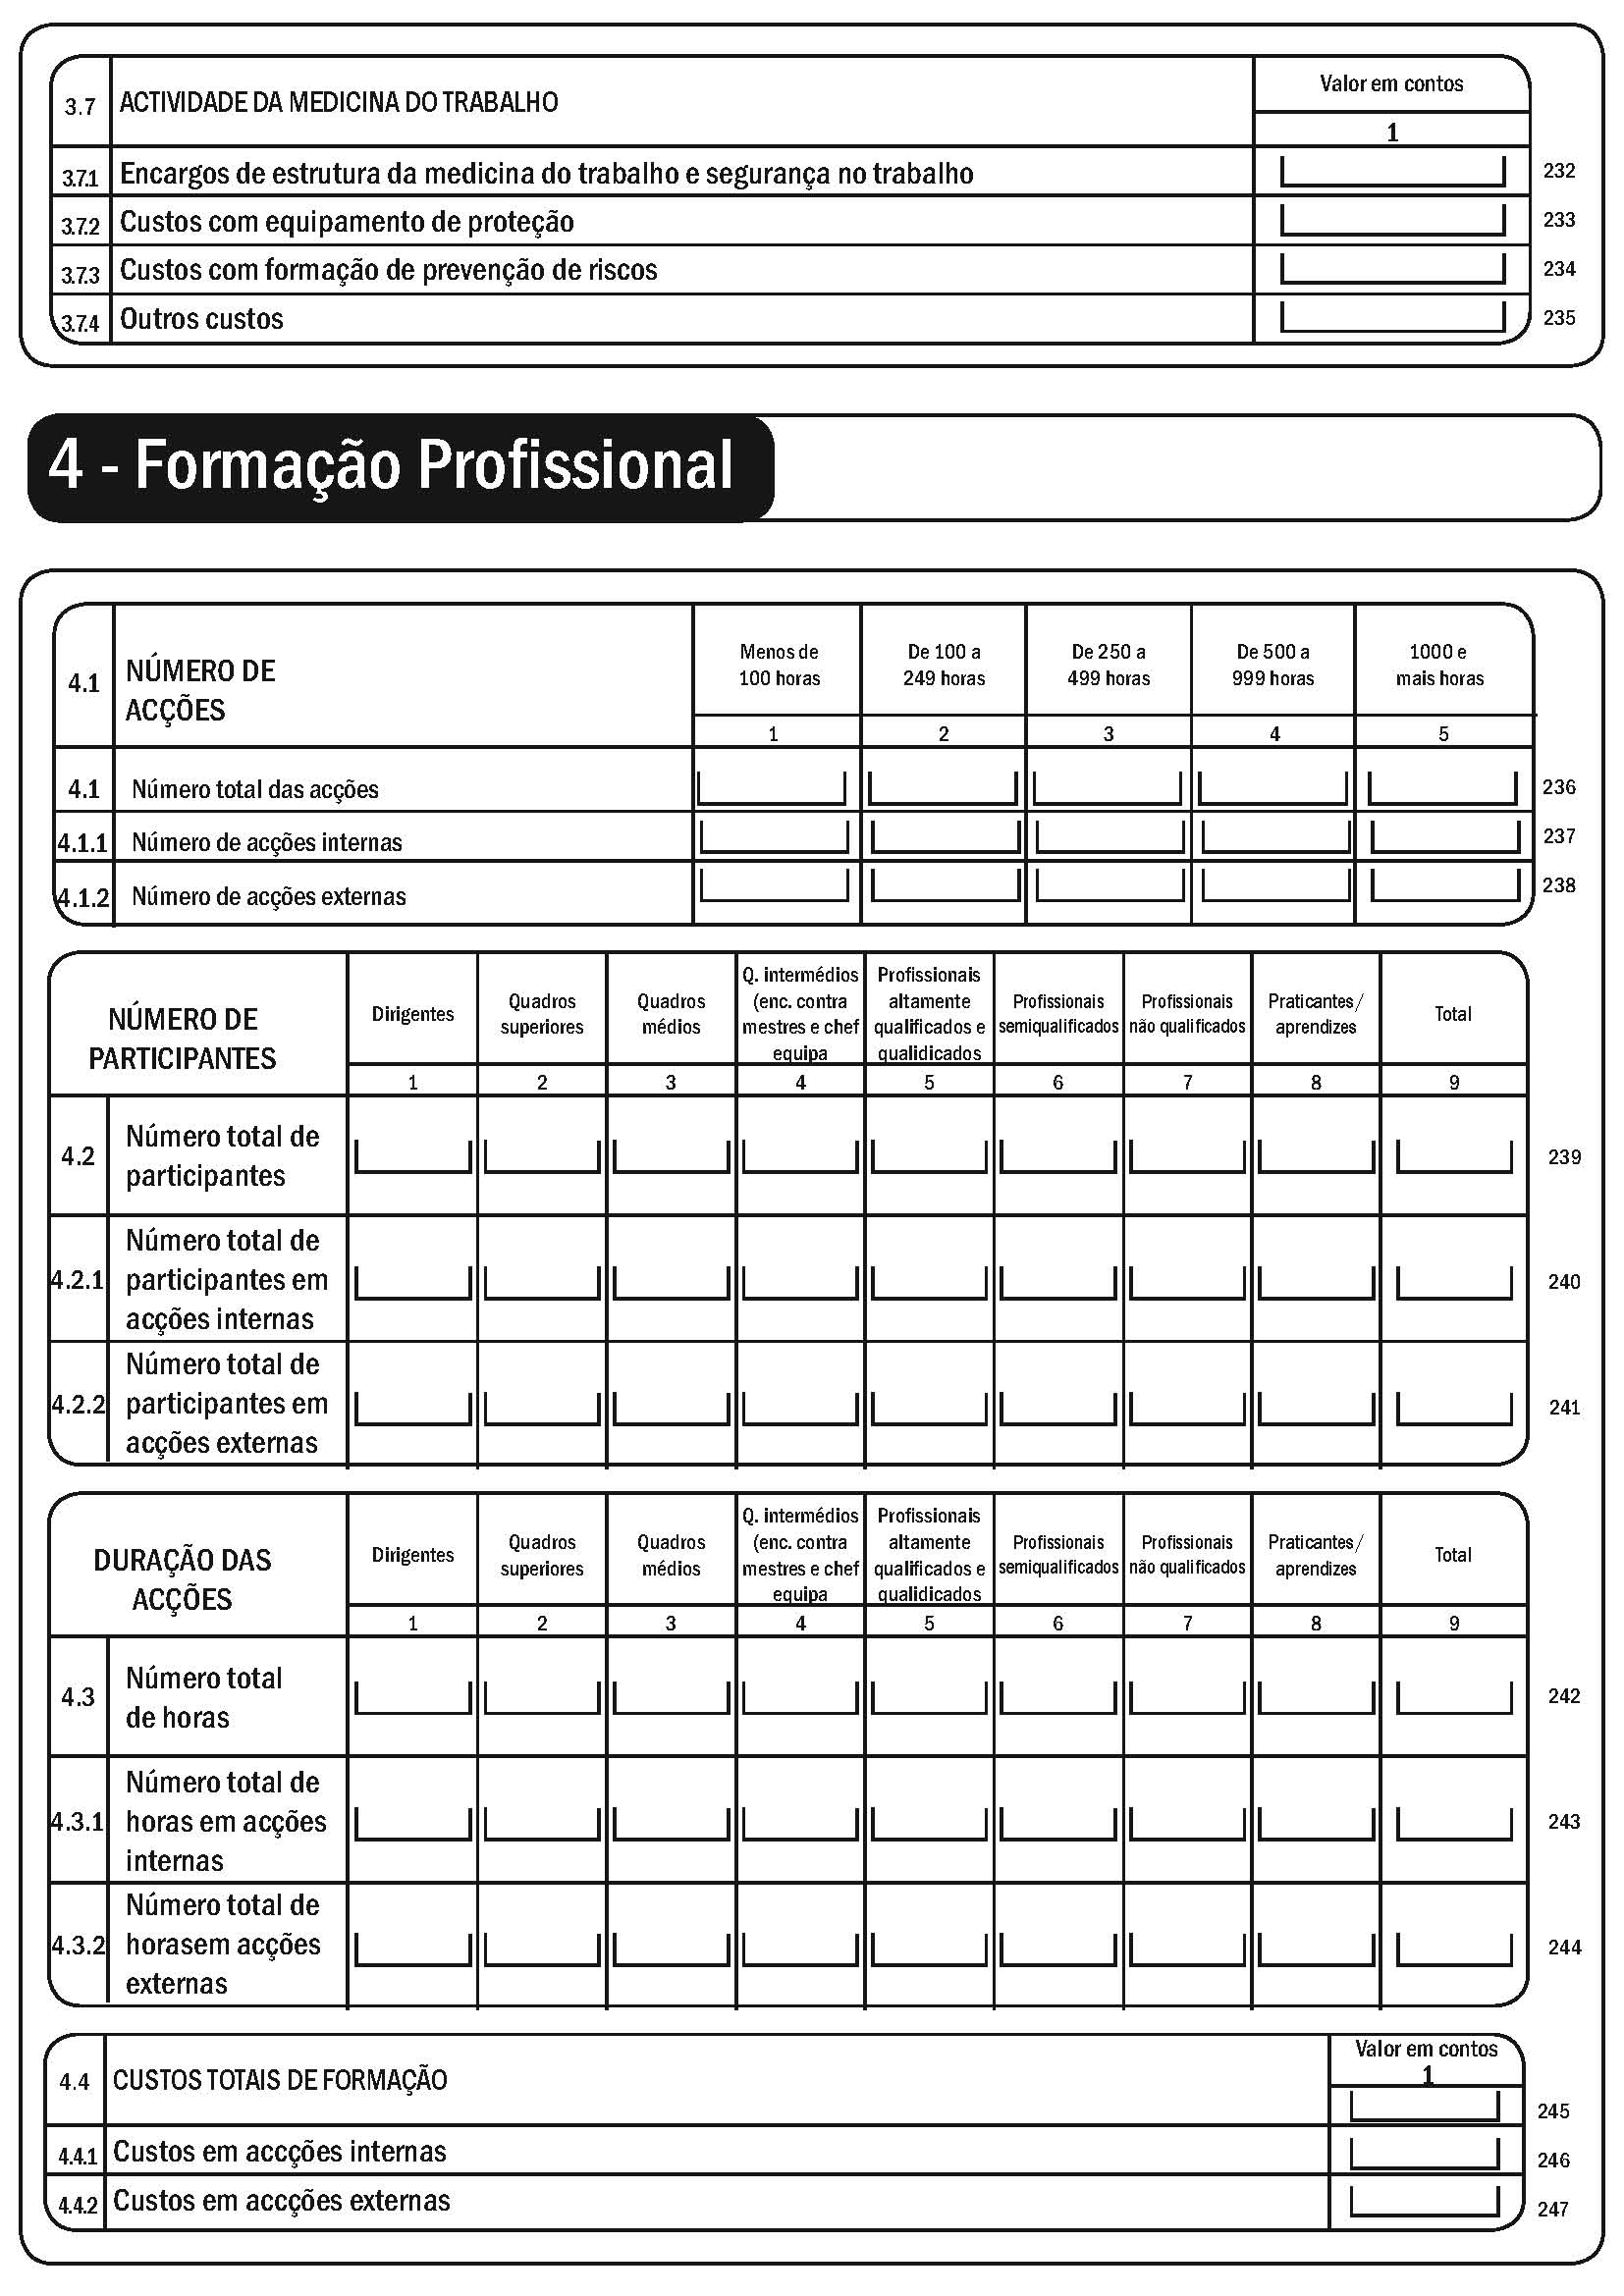 3.7 ACTIVIDADE DA MEDICINA DO TRABALHO Valor em contos
1
3.7.1 Encargos de estrutura da medicina do trabalho e segurança no trabalho 232
3.7.2 Custos com equipamento de proteção 233
3.7.3 Custos com formação de prevenção de riscos 234
3.7.4 Outros custos 235
4 - Formação Profissional
4.1 NÚMERO DE
ACÇÕES
Menos de
100 horas
De 100 a
249 horas
De 250 a
499 horas
De 500 a
999 horas
1000 e
mais horas
1 2 3 4 5
4.1 Número total das acções 236
4.1.1 Número de acções internas 237
4.1.2 Número de acções externas 238
NÚMERO DE
PARTICIPANTES
Dirigentes
Quadros
superiores
Quadros
médios
Q. intermédios
(enc. contra
mestres e chef
equipa
Profissionais
altamente
qualificados e
qualidicados
Profissionais
semiqualificados
Profissionais
não qualificados
Praticantes/
aprendizes
Total
1 2 3 4 5 6 7 8 9
4.2 Número total de
participantes
239
4.2.1 Número total de
participantes em
acções internas
240
4.2.2 Número total de
participantes em
acções externas
241
DURAÇÃO DAS
ACÇÕES
Dirigentes
Quadros
superiores
Quadros
médios
Q. intermédios
(enc. contra
mestres e chef
equipa
Profissionais
altamente
qualificados e
qualidicados
Profissionais
semiqualificados
Profissionais
não qualificados
Praticantes/
aprendizes
Total
1 2 3 4 5 6 7 8 9
4.3 Número total
de horas
242
4.3.1 Número total de
horas em acções
internas
243
4.3.2 Número total de
horasem acções
externas
244
4.4 CUSTOS TOTAIS DE FORMAÇÃO Valor em contos
1
245
4.4.1 Custos em accções internas 246
4.4.2 Custos em accções externas 247